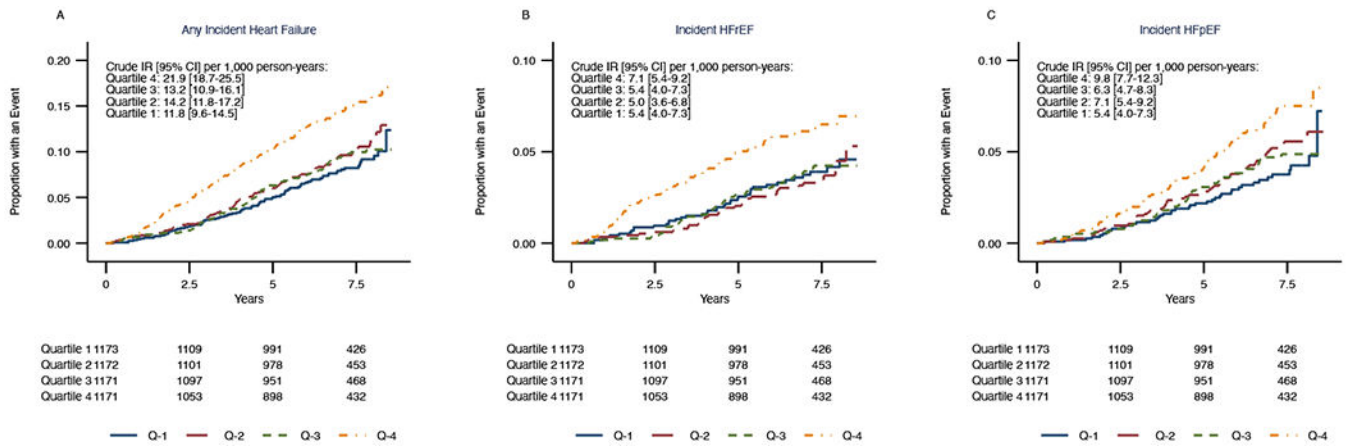 A
Any Incident Heart Failure
Proportion with an Event
0.20
0.15
0.10
0.05
0.00
Crude IR [95% CI] per 1,000 person-years:
Quartile 4: 21.9 [18.7-25.5]
Quartile 3: 13.2 [10.9-16.1]
Quartile 2: 14.2 [11.8-17.2]
Quartile 1: 11.8 [9.6-14.5]
0 2.5 5 7.5
Years
Quartile 1 1173 1109 991 426
Quartile 2 1172 1101 978 453
Quartile 3 1171 1097 951 468
Quartile 4 1171 1053 898 432
Q-1 Q-2 Q-3 Q-4
B
Incident HFrEF
Proportion with an Event
0.10
0.05
0.00
Crude IR [95% CI] per 1,000 person-years:
Quartile 4: 7.1 [5.4-9.2]
Quartile 3: 5.4 [4.0-7.3]
Quartile 2: 5.0 [3.6-6.8]
Quartile 1: 5.4 [4.0-7.3]
0 2.5 5 7.5
Years
Quartile 1 1173 1109 991 426
Quartile 2 1172 1101 978 453
Quartile 3 1171 1097 951 468
Quartile 4 1171 1053 898 432
Q-1 Q-2 Q-3 Q-4
C
Incident HFpEF
Proportion with an Event
0.10
0.05
0.00
Crude IR [95% CI] per 1,000 person-years:
Quartile 4: 9.8 [7.7-12.3]
Quartile 3: 6.3 [4.7-8.3]
Quartile 2: 7.1 [5.4-9.2]
Quartile 1: 5.4 [4.0-7.3]
0 2.5 5 7.5
Years
Quartile 1 1173 1109 991 426
Quartile 2 1172 1101 978 453
Quartile 3 1171 1097 951 468
Quartile 4 1171 1053 898 432
Q-1 Q-2 Q-3 Q-4